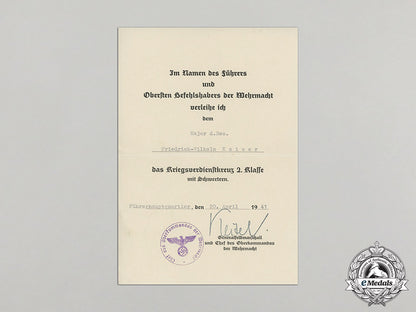 Im Namen des Führers
und
Obersten Befehlshabers der Wehrmacht
verleihe ich
dem
Major d.Res.
Friedrich-Wilhelm Kaiser
das Kriegsverdienstkreuz 2. Klasse
mit Schwertern.
Führerhauptquartier, den 20. April 1943
Keitel
Generalfeldmarschall
und Chef des Oberkommandos
der Wehrmacht
eMedals